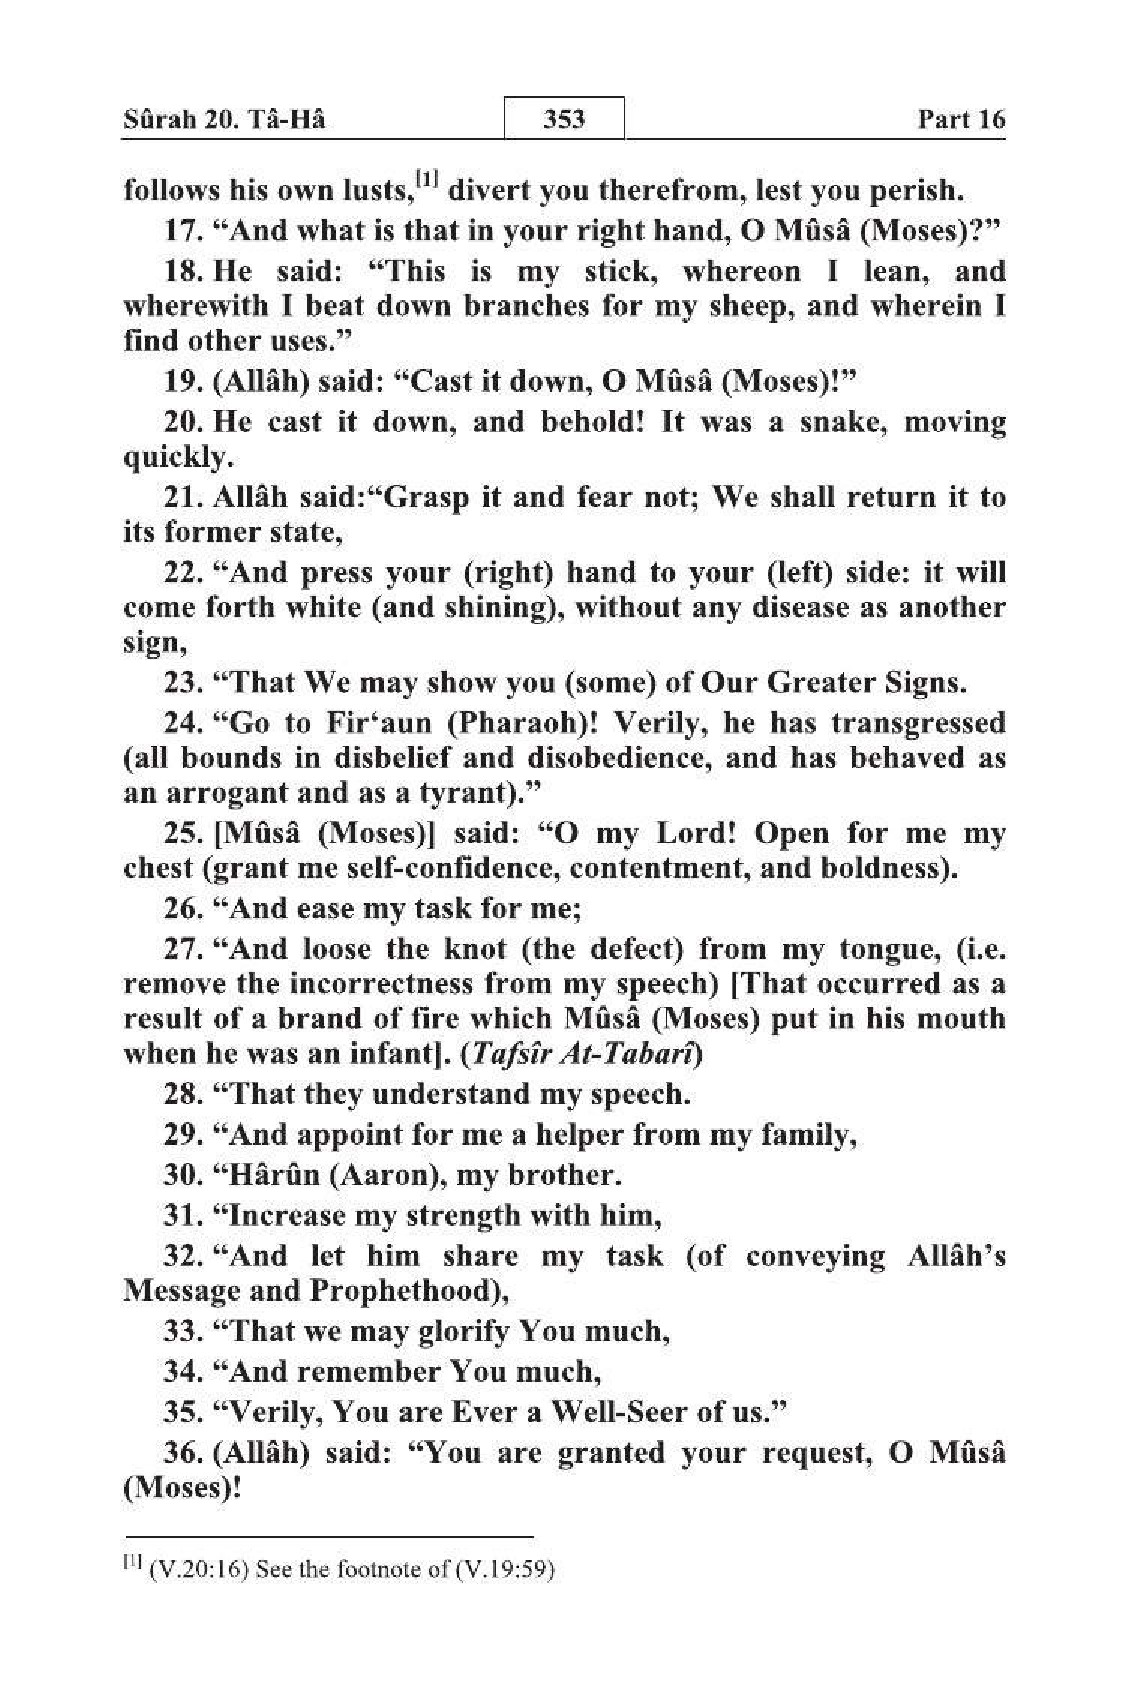 Sûrah 20. Tâ-Hâ 353 Part 16
follows his own lusts,[1] divert you therefrom, lest you perish.
17. “And what is that in your right hand, O Mûsâ (Moses)?”
18. He said: “This is my stick, whereon I lean, and
wherewith I beat down branches for my sheep, and wherein I
find other uses.”
19. (Allâh) said: “Cast it down, O Mûsâ (Moses)!”
20. He cast it down, and behold! It was a snake, moving
quickly.
21. Allâh said:“Grasp it and fear not; We shall return it to
its former state,
22. “And press your (right) hand to your (left) side: it will
come forth white (and shining), without any disease as another
sign,
23. “That We may show you (some) of Our Greater Signs.
24. “Go to Fir‘aun (Pharaoh)! Verily, he has transgressed
(all bounds in disbelief and disobedience, and has behaved as
an arrogant and as a tyrant).”
25. [Mûsâ (Moses)] said: “O my Lord! Open for me my
chest (grant me self-confidence, contentment, and boldness).
26. “And ease my task for me;
27. “And loose the knot (the defect) from my tongue, (i.e.
remove the incorrectness from my speech) [That occurred as a
result of a brand of fire which Mûsâ (Moses) put in his mouth
when he was an infant]. (Tafsîr At-Tabarî)
28. “That they understand my speech.
29. “And appoint for me a helper from my family,
30. “Hârûn (Aaron), my brother.
31. “Increase my strength with him,
32. “And let him share my task (of conveying Allâh’s
Message and Prophethood),
33. “That we may glorify You much,
34. “And remember You much,
35. “Verily, You are Ever a Well-Seer of us.”
36. (Allâh) said: “You are granted your request, O Mûsâ
(Moses)!
[1] (V.20:16) See the footnote of (V.19:59)